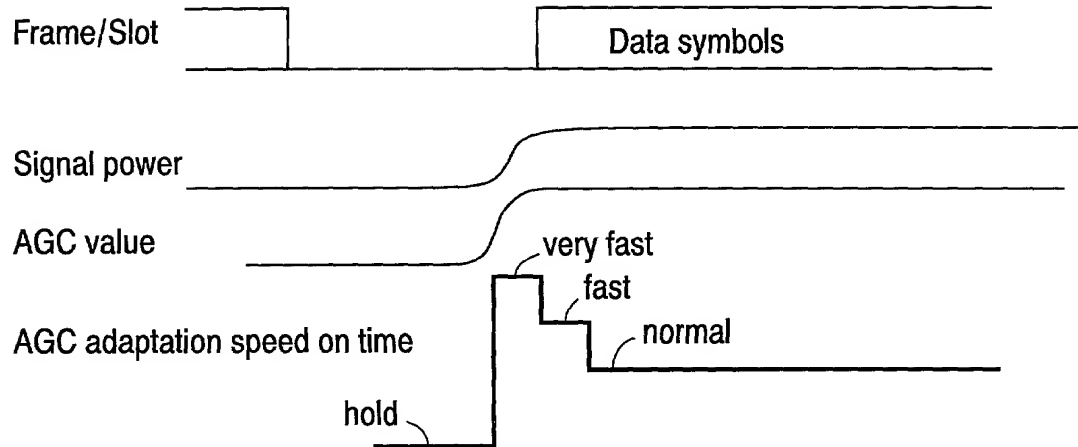 Frame/Slot
Data symbols
Signal power
AGC value
very fast
fast
AGC adaptation speed on time
normal
hold